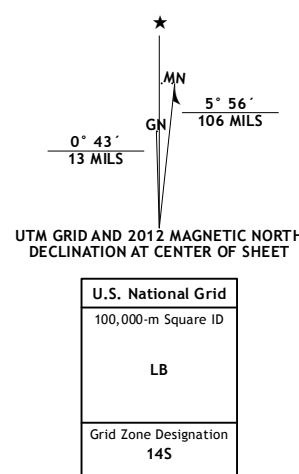 ★
MN
GN
0° 43´
13 MILS
5° 56´
106 MILS
UTM GRID AND 2012 MAGNETIC NORTH
DECLINATION AT CENTER OF SHEET
U.S. National Grid
100,000-m Square ID
LB
Grid Zone Designation
14S